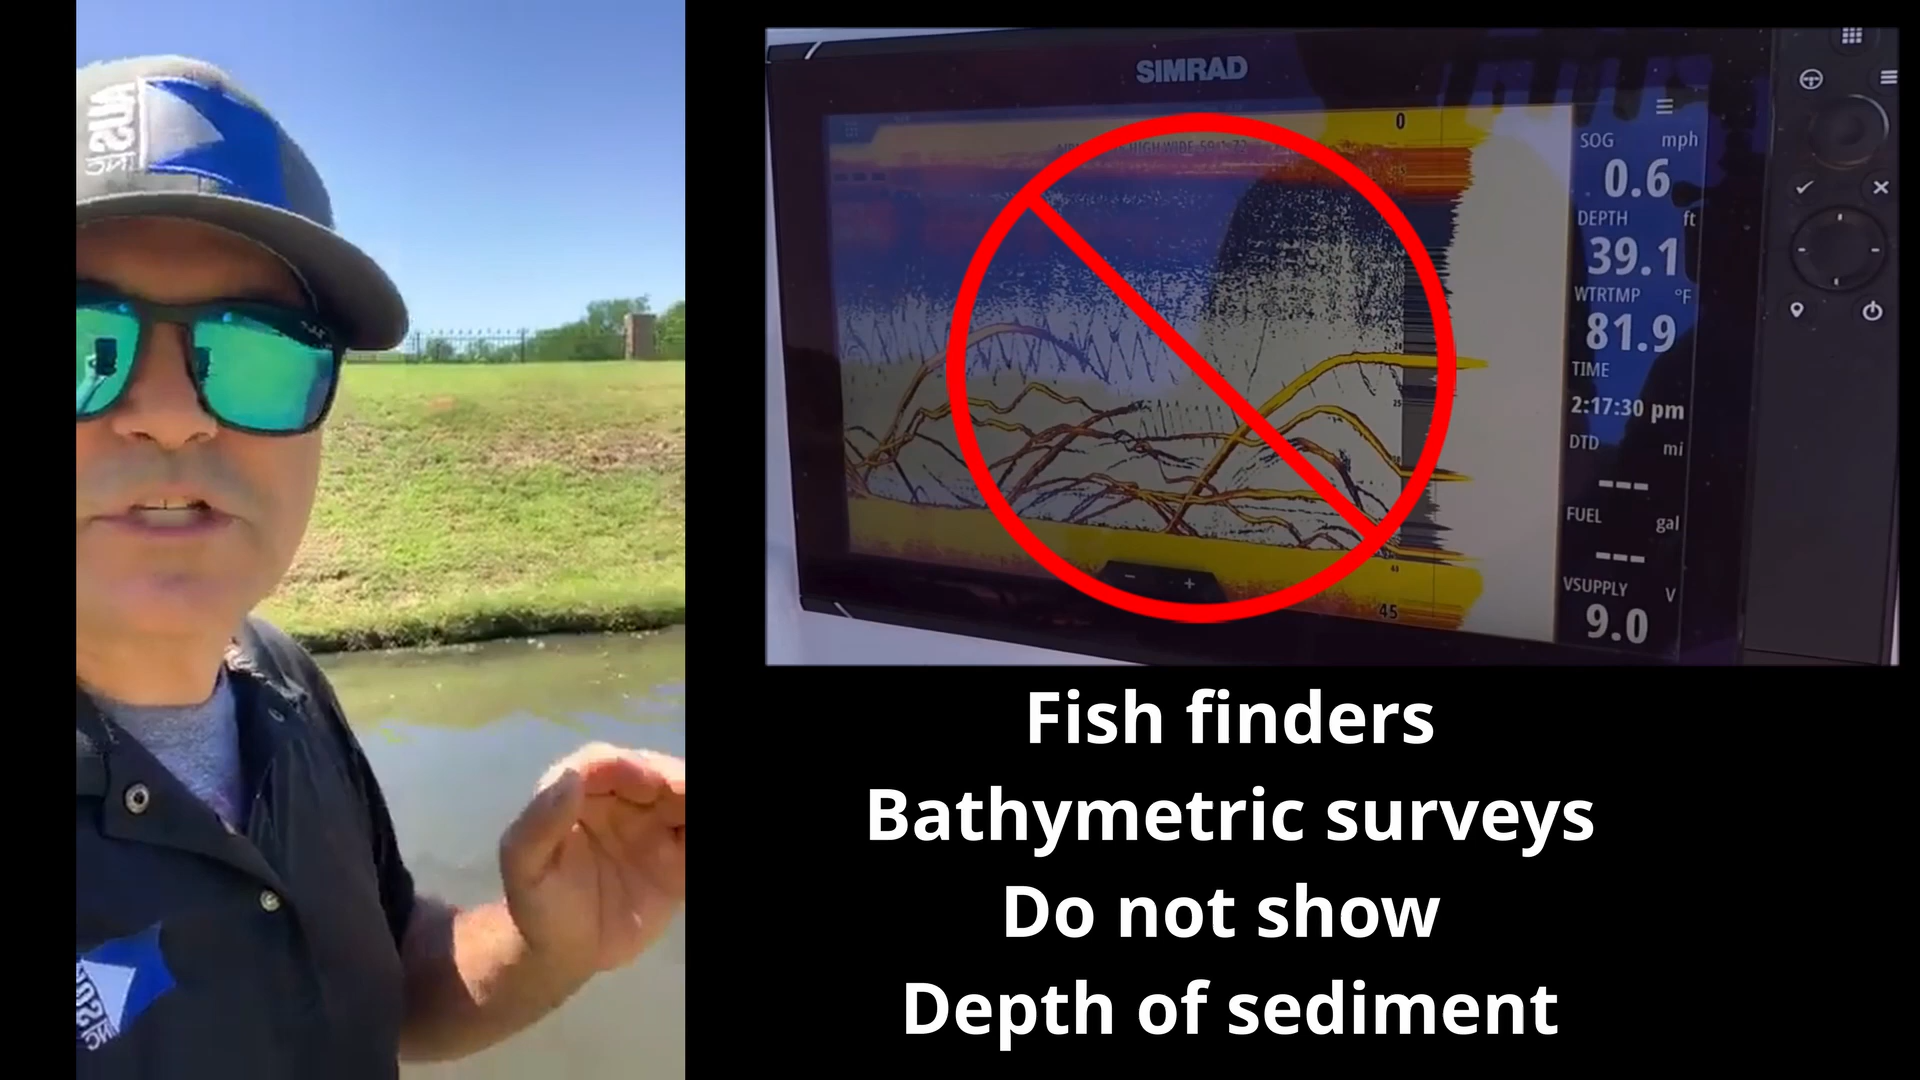 SIMRAD
0
SOG mph
0.6
DEPTH ft
39.1
WTRTMP °F
81.9
TIME
2:17:30 pm
DTD mi
---
FUEL gal
---
VSUPPLY V
9.0
45
Fish finders
Bathymetric surveys
Do not show
Depth of sediment